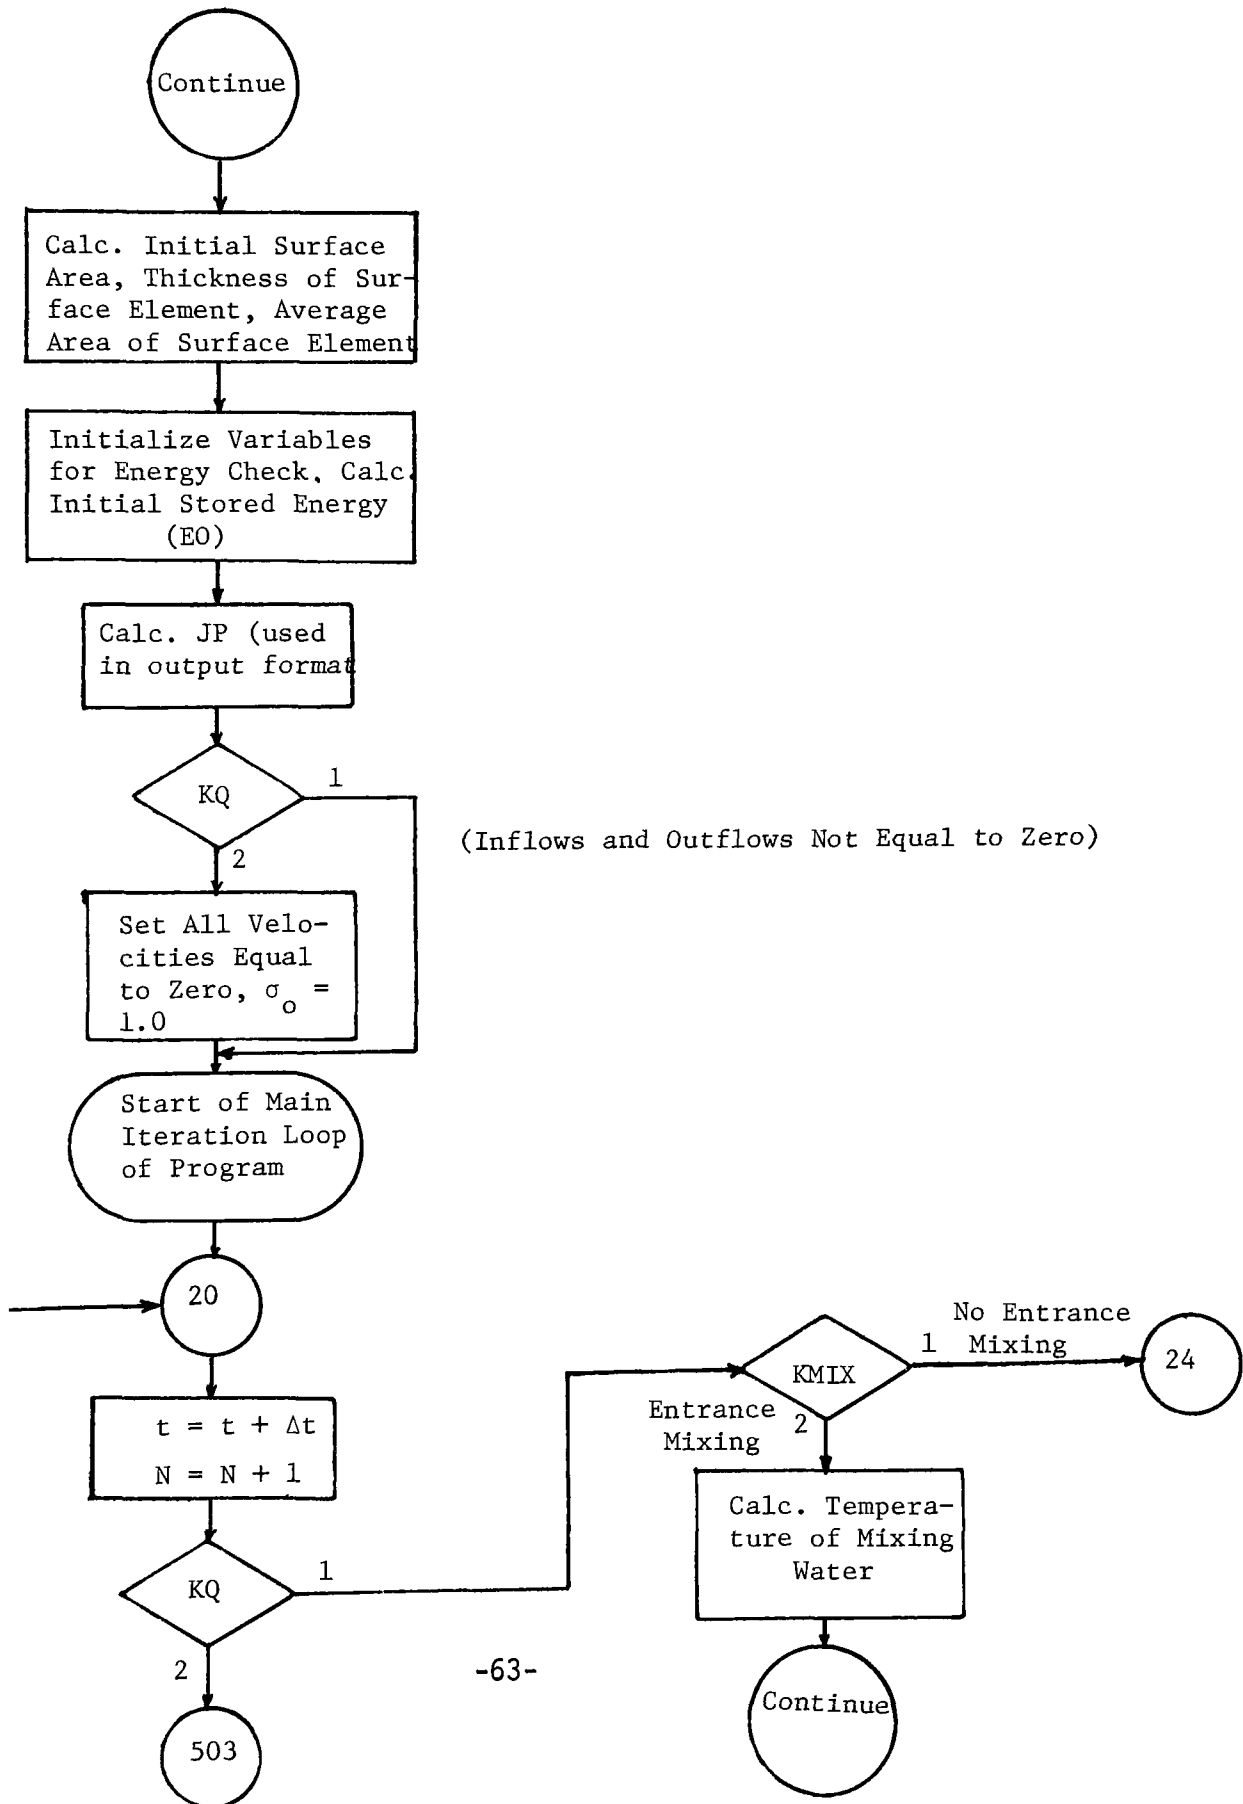 Continue
Calc. Initial Surface
Area, Thickness of Sur-
face Element, Average
Area of Surface Element
Initialize Variables
for Energy Check, Calc.
Initial Stored Energy
(EO)
Calc. JP (used
in output format
KQ
1
2
(Inflows and Outflows Not Equal to Zero)
Set All Velo-
cities Equal
to Zero, σo =
1.0
Start of Main
Iteration Loop
of Program
20
t = t + Δt
N = N + 1
KQ
1
2
503
KMIX
1
No Entrance
Mixing
24
Entrance
Mixing
2
Calc. Tempera-
ture of Mixing
Water
Continue
-63-